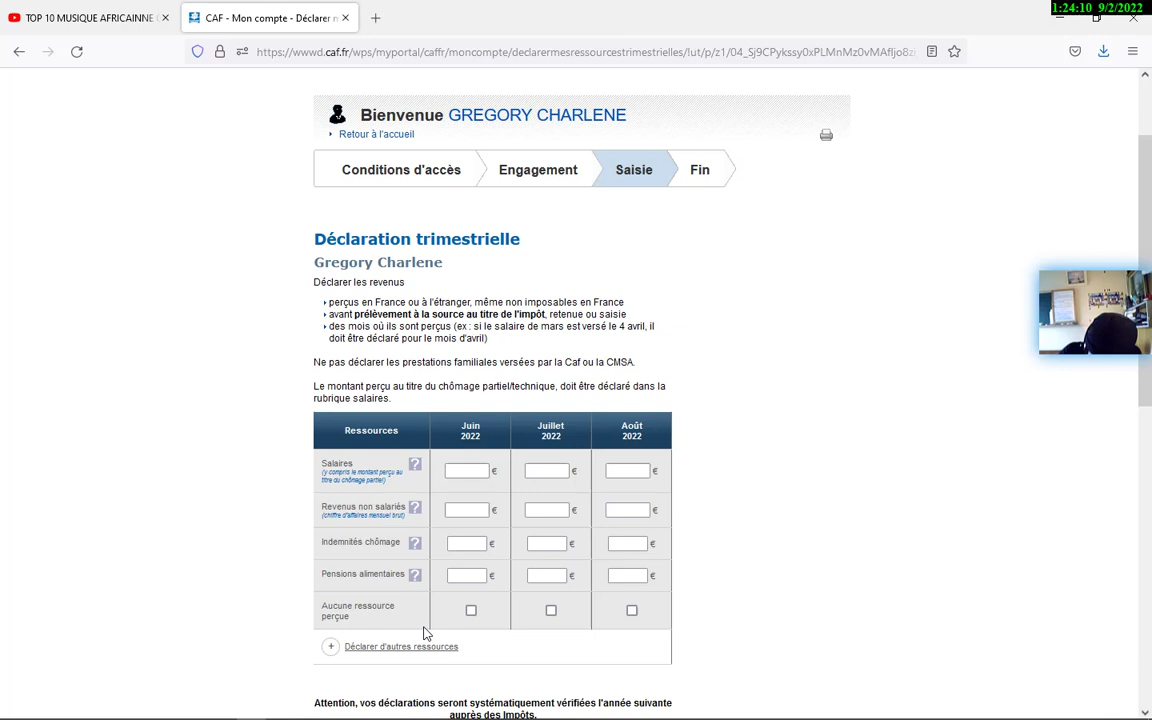 1:24:10 9/2/2022
TOP 10 MUSIQUE AFRICAINNE
CAF - Mon compte - Déclarer
https://wwwd.caf.fr/wps/myportal/caffr/moncompte/declarermesressourcestrimestrielles/!ut/p/z1/04_Sj9CPykssy0xPLMnMz0vMAfIjo8zi
Bienvenue GREGORY CHARLENE
Retour à l'accueil
Conditions d'accès
Engagement
Saisie
Fin
Déclaration trimestrielle
Gregory Charlene
Déclarer les revenus
perçus en France ou à l'étranger, même non imposables en France
avant prélèvement à la source au titre de l'impôt, retenue ou saisie
des mois où ils sont perçus (ex : si le salaire de mars est versé le 4 avril, il
doit être déclaré pour le mois d'avril)
Ne pas déclarer les prestations familiales versées par la Caf ou la CMSA.
Le montant perçu au titre du chômage partiel/technique, doit être déclaré dans la
rubrique salaires.
Ressources
Juin
2022
Juillet
2022
Août
2022
Salaires
(y compris le montant perçu au
titre du chômage partiel)
? € € €
Revenus non salariés
(chiffre d'affaires mensuel brut)
? € € €
Indemnités chômage ? € € €
Pensions alimentaires ? € € €
Aucune ressource
perçue
+ Déclarer d'autres ressources
Attention, vos déclarations seront systématiquement vérifiées l'année suivante
auprès des Impôts.